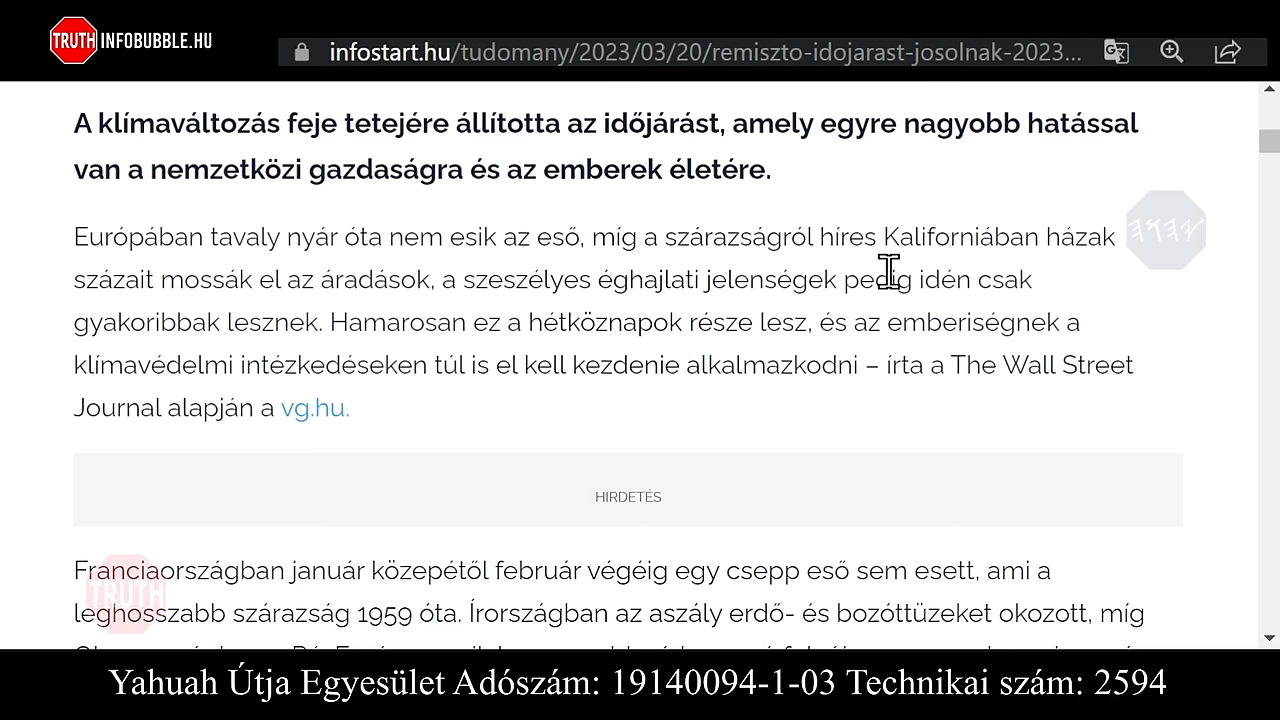 TRUTH INFOBUBBLE.HU
infostart.hu/tudomany/2023/03/20/remiszto-idojarast-josolnak-2023...
A klímaváltozás feje tetejére állította az időjárást, amely egyre nagyobb hatással
van a nemzetközi gazdaságra és az emberek életére.
Európában tavaly nyár óta nem esik az eső, míg a szárazságról híres Kaliforniában házak
százait mossák el az áradások, a szeszélyes éghajlati jelenségek pedig idén csak
gyakoribbak lesznek. Hamarosan ez a hétköznapok része lesz, és az emberiségnek a
klímavédelmi intézkedéseken túl is el kell kezdenie alkalmazkodni – írta a The Wall Street
Journal alapján a vg.hu.
HIRDETÉS
Franciaországban január közepétől február végéig egy csepp eső sem esett, ami a
leghosszabb szárazság 1959 óta. Írországban az aszály erdő- és bozóttüzeket okozott, míg
TRUTH
Yahuah Útja Egyesület Adószám: 19140094-1-03 Technikai szám: 2594